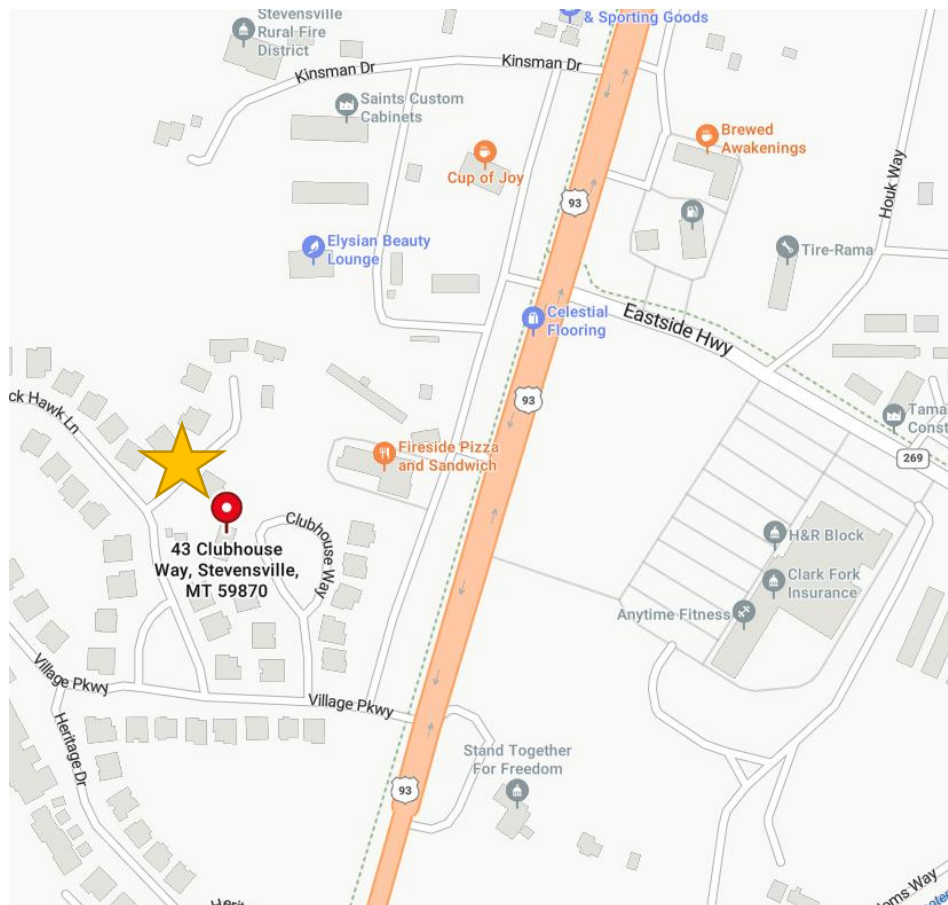 Stevensville
Rural Fire
District
& Sporting Goods
Kinsman Dr
Kinsman Dr
Saints Custom
Cabinets
Brewed
Awakenings
Cup of Joy
Houk Way
93
Elysian Beauty
Lounge
Tire-Rama
Celestial
Flooring
Eastside Hwy
93
ck Hawk Ln
Tama
Const
Fireside Pizza
and Sandwich
269
Clubhouse Way
H&R Block
43 Clubhouse
Way, Stevensville,
MT 59870
Clark Fork
Insurance
Anytime Fitness
Village Pkwy
Village Pkwy
Heritage Dr
Stand Together
For Freedom
93